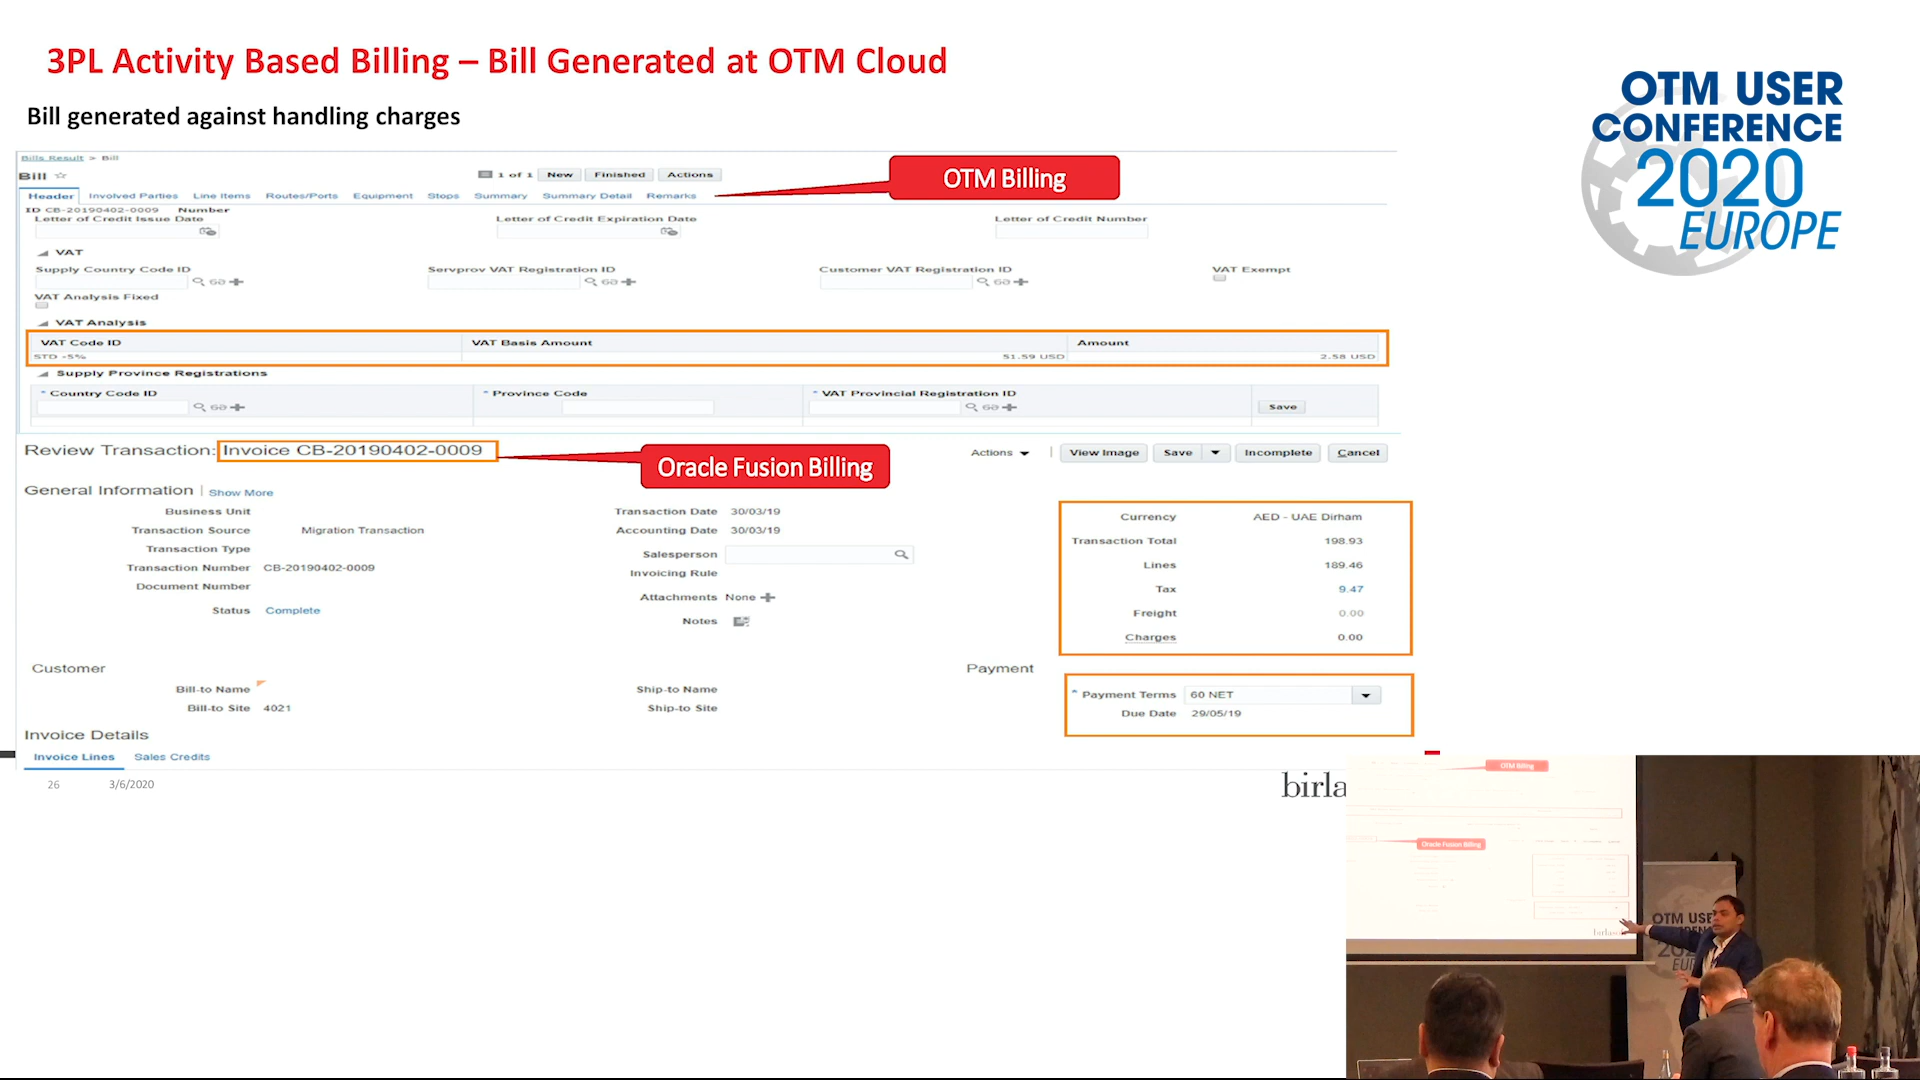 3PL Activity Based Billing – Bill Generated at OTM Cloud
Bill generated against handling charges
OTM USER
CONFERENCE
2020
EUROPE
Bills Result > Bill
Bill
1 of 1 New Finished Actions
OTM Billing
Header Involved Parties Line Items Routes/Ports Equipment Stops Summary Summary Detail Remarks
ID CB-20190402-0009 Number
Letter of Credit Issue Date Letter of Credit Expiration Date Letter of Credit Number
VAT
Supply Country Code ID Servprov VAT Registration ID Customer VAT Registration ID VAT Exempt
VAT Analysis Fixed
VAT Analysis
VAT Code ID VAT Basis Amount Amount
STD -5% 51.59 USD 2.58 USD
Supply Province Registrations
* Country Code ID * Province Code * VAT Provincial Registration ID
Save
Review Transaction: Invoice CB-20190402-0009
Oracle Fusion Billing
Actions View Image Save Incomplete Cancel
General Information Show More
Business Unit
Transaction Source Migration Transaction
Transaction Type
Transaction Number CB-20190402-0009
Document Number
Status Complete
Transaction Date 30/03/19
Accounting Date 30/03/19
Salesperson
Invoicing Rule
Attachments None
Notes
Currency AED - UAE Dirham
Transaction Total 198.93
Lines 189.46
Tax 9.47
Freight 0.00
Charges 0.00
Customer
Bill-to Name
Bill-to Site 4021
Ship-to Name
Ship-to Site
Payment
* Payment Terms 60 NET
Due Date 29/05/19
Invoice Details
Invoice Lines Sales Credits
26 3/6/2020
birla
OTM Billing
Oracle Fusion Billing
OTM USE